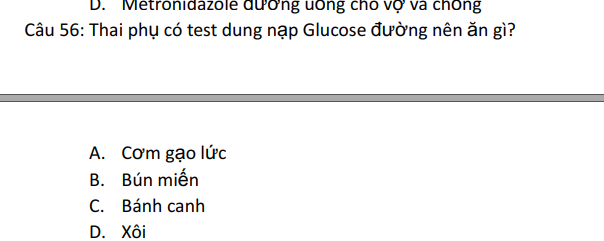 D. Metronidazole đường uống cho vợ và chồng
Câu 56: Thai phụ có test dung nạp Glucose đường nên ăn gì?
A. Cơm gạo lức
B. Bún miến
C. Bánh canh
D. Xôi